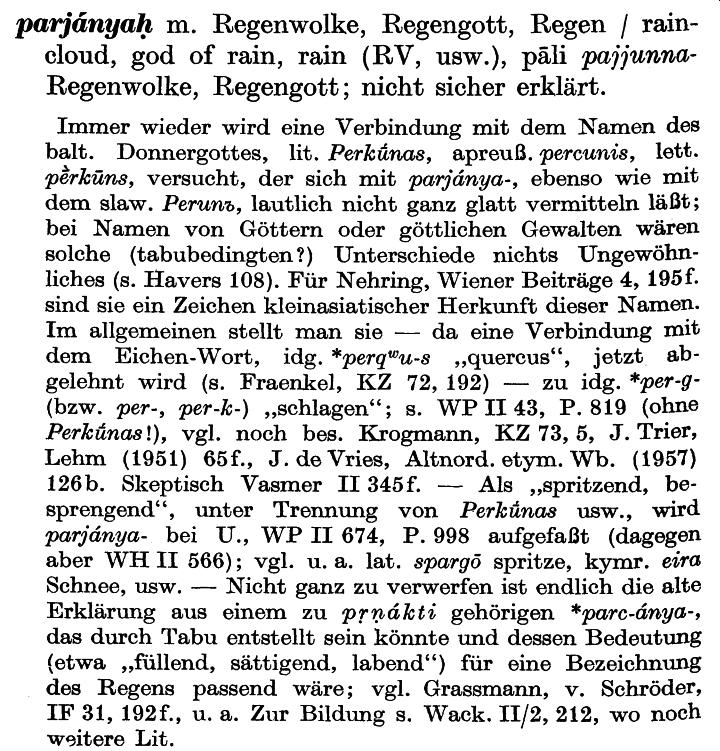 parjányaḥ m. Regenwolke, Regengott, Regen / rain-
cloud, god of rain, rain (RV, usw.), pāli pajjunna-
Regenwolke, Regengott; nicht sicher erklärt.
Immer wieder wird eine Verbindung mit dem Namen des
balt. Donnergottes, lit. Perkū́nas, apreuß. percunis, lett.
pḕrkūns, versucht, der sich mit parjánya-, ebenso wie mit
dem slaw. Perunъ, lautlich nicht ganz glatt vermitteln läßt;
bei Namen von Göttern oder göttlichen Gewalten wären
solche (tabubedingten?) Unterschiede nichts Ungewöhn-
liches (s. Havers 108). Für Nehring, Wiener Beiträge 4, 195f.
sind sie ein Zeichen kleinasiatischer Herkunft dieser Namen.
Im allgemeinen stellt man sie — da eine Verbindung mit
dem Eichen-Wort, idg. *perqʷu-s „quercus“, jetzt ab-
gelehnt wird (s. Fraenkel, KZ 72, 192) — zu idg. *per-g-
(bzw. per-, per-k-) „schlagen“; s. WP II 43, P. 819 (ohne
Perkū́nas!), vgl. noch bes. Krogmann, KZ 73, 5, J. Trier,
Lehm (1951) 65f., J. de Vries, Altnord. etym. Wb. (1957)
126b. Skeptisch Vasmer II 345f. — Als „spritzend, be-
sprengend“, unter Trennung von Perkū́nas usw., wird
parjánya- bei U., WP II 674, P. 998 aufgefaßt (dagegen
aber WH II 566); vgl. u. a. lat. spargō spritze, kymr. eira
Schnee, usw. — Nicht ganz zu verwerfen ist endlich die alte
Erklärung aus einem zu pṛṇákti gehörigen *parc-ánya-,
das durch Tabu entstellt sein könnte und dessen Bedeutung
(etwa „füllend, sättigend, labend“) für eine Bezeichnung
des Regens passend wäre; vgl. Grassmann, v. Schröder,
IF 31, 192f., u. a. Zur Bildung s. Wack. II/2, 212, wo noch
weitere Lit.